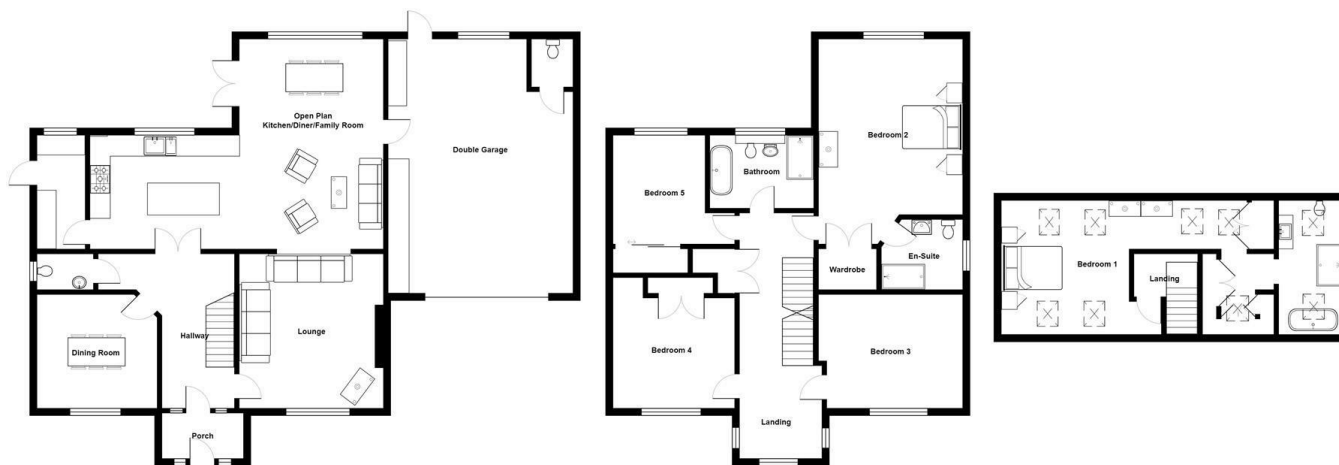 Open Plan
Kitchen/Diner/Family Room
Double Garage
Hallway
Lounge
Dining Room
Porch
Bedroom 2
Bathroom
Bedroom 5
En-Suite
Wardrobe
Bedroom 4
Bedroom 3
Landing
Bedroom 1
Landing